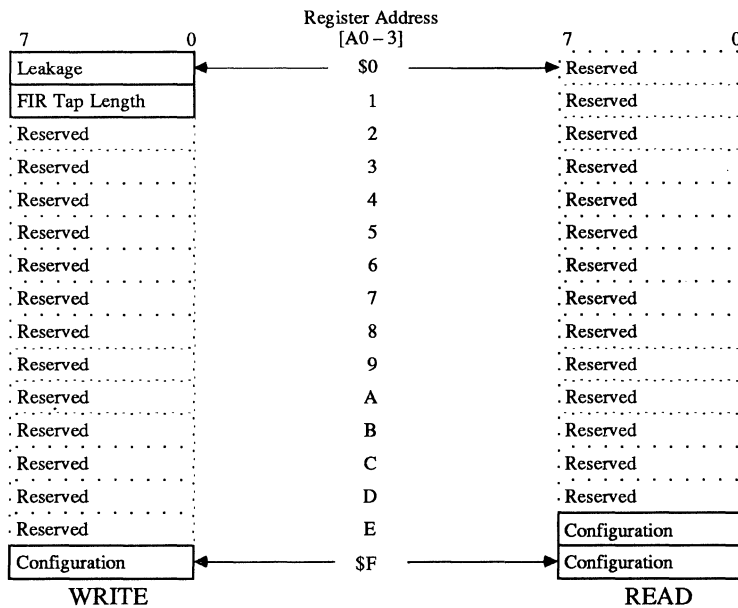 Register Address
7 0 [A0 – 3] 7 0
Leakage $0 Reserved
FIR Tap Length 1 Reserved
Reserved 2 Reserved
Reserved 3 Reserved
Reserved 4 Reserved
Reserved 5 Reserved
Reserved 6 Reserved
Reserved 7 Reserved
Reserved 8 Reserved
Reserved 9 Reserved
Reserved A Reserved
Reserved B Reserved
Reserved C Reserved
Reserved D Reserved
Reserved E Configuration
Configuration $F Configuration
WRITE READ